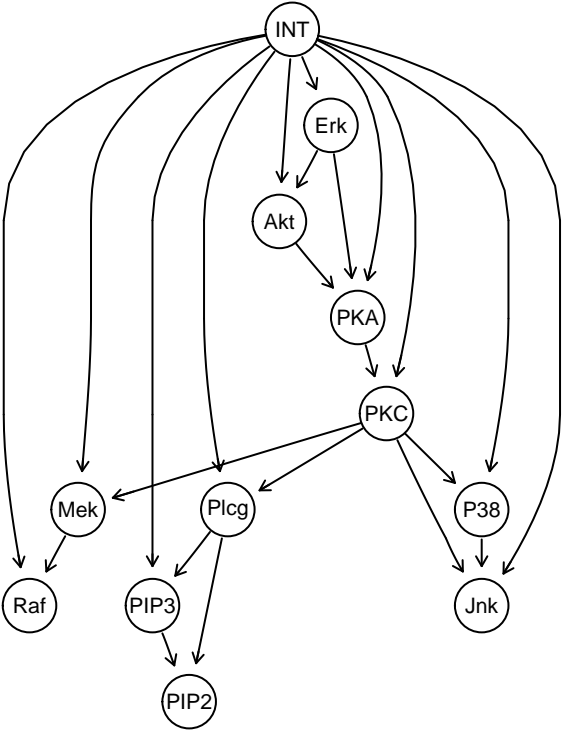 INT
Erk
Akt
PKA
PKC
Mek
Plcg
P38
Raf
PIP3
Jnk
PIP2